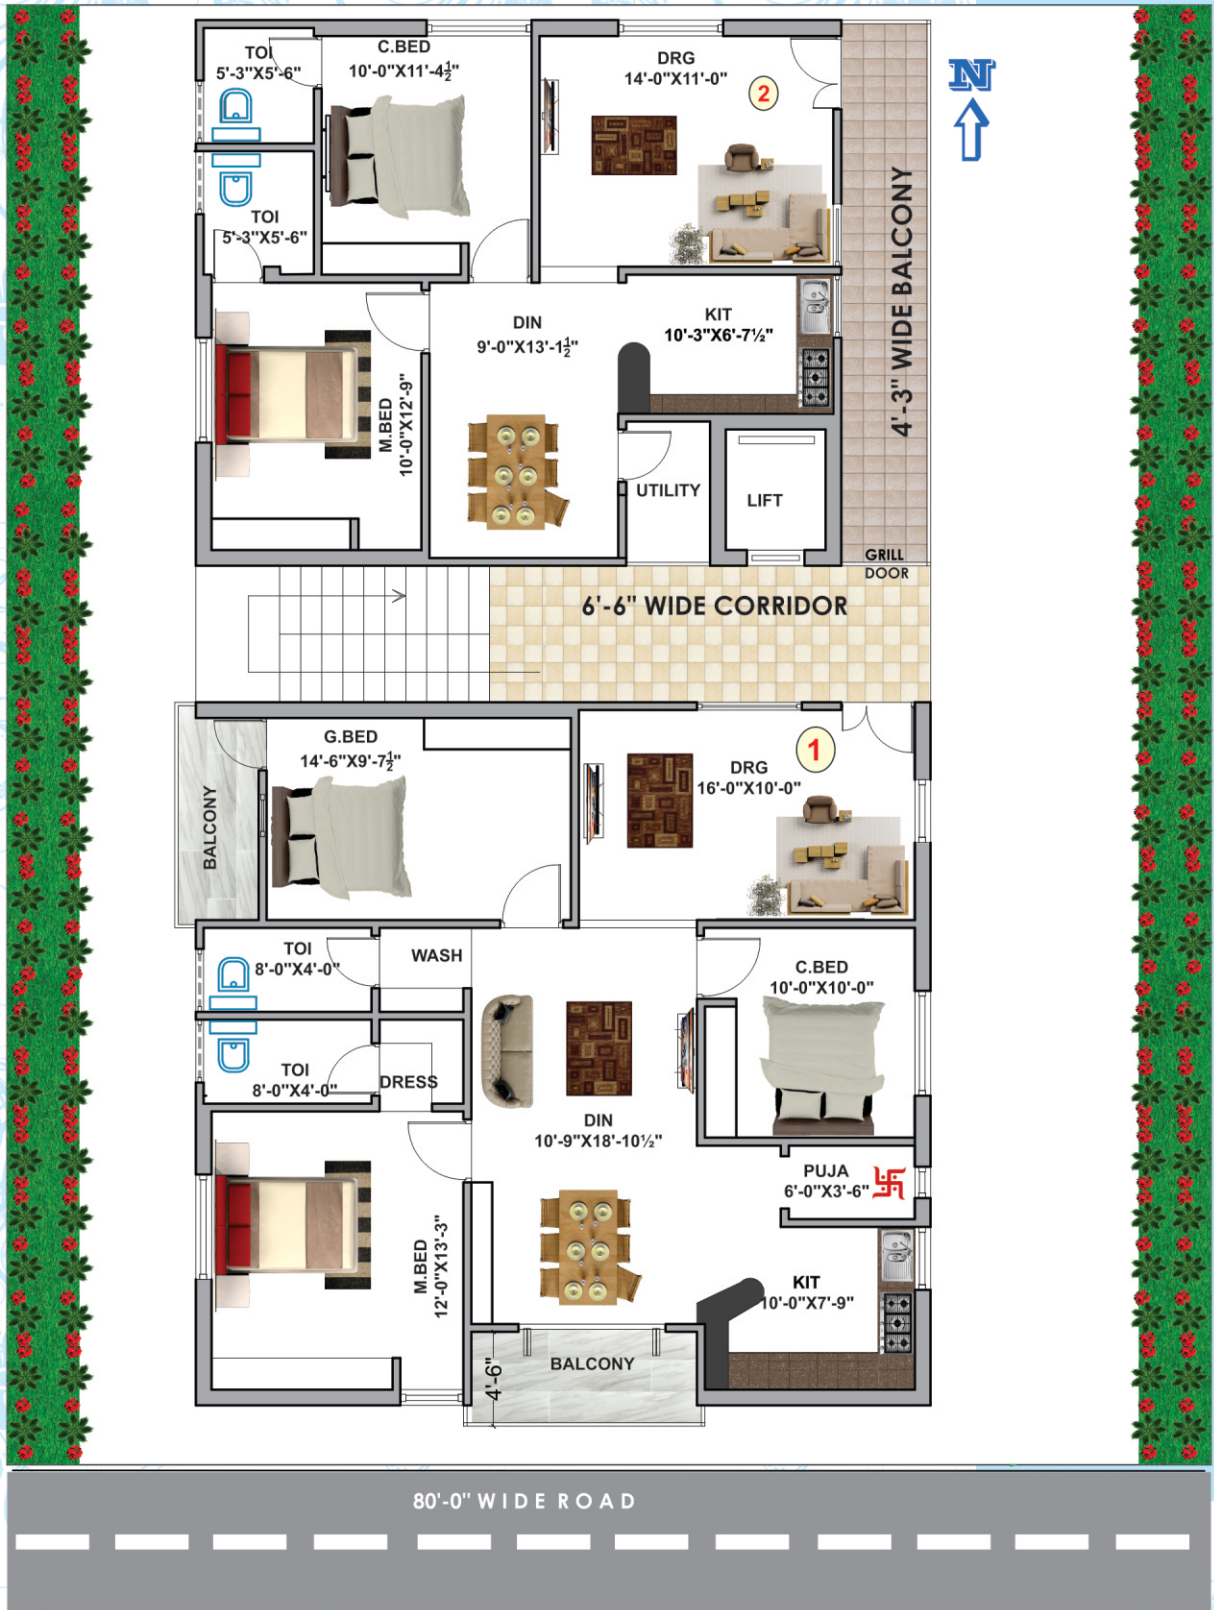 TOI
5'-3"X5'-6"
C.BED
10'-0"X11'-4½"
DRG
14'-0"X11'-0"
2
N
TOI
5'-3"X5'-6"
4'-3" WIDE BALCONY
DIN
9'-0"X13'-1½"
KIT
10'-3"X6'-7½"
M.BED
10'-0"X12'-9"
UTILITY
LIFT
GRILL
DOOR
6'-6" WIDE CORRIDOR
G.BED
14'-6"X9'-7½"
1
DRG
16'-0"X10'-0"
BALCONY
TOI
8'-0"X4'-0"
WASH
C.BED
10'-0"X10'-0"
TOI
8'-0"X4'-0"
DRESS
DIN
10'-9"X18'-10½"
PUJA
6'-0"X3'-6"
M.BED
12'-0"X13'-3"
KIT
10'-0"X7'-9"
BALCONY
4'-6"
80'-0" WIDE ROAD